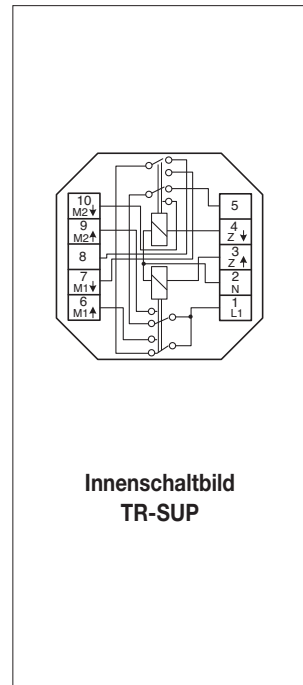 10
M2↓
9
M2↑
8
7
M1↓
6
M1↑
5
4
Z ↓
3
Z ↑
2
N
1
L1
Innenschaltbild
TR-SUP